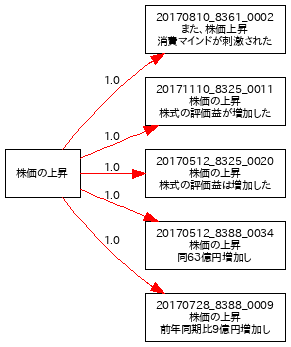 20170810_8361_0002
また、株価上昇
消費マインドが刺激された
1.0
20171110_8325_0011
株価の上昇
株式の評価益が増加した
1.0
株価の上昇
1.0
20170512_8325_0020
株価の上昇
株式の評価益は増加した
1.0
20170512_8388_0034
株価の上昇
同63億円増加し
1.0
20170728_8388_0009
株価の上昇
前年同期比9億円増加し